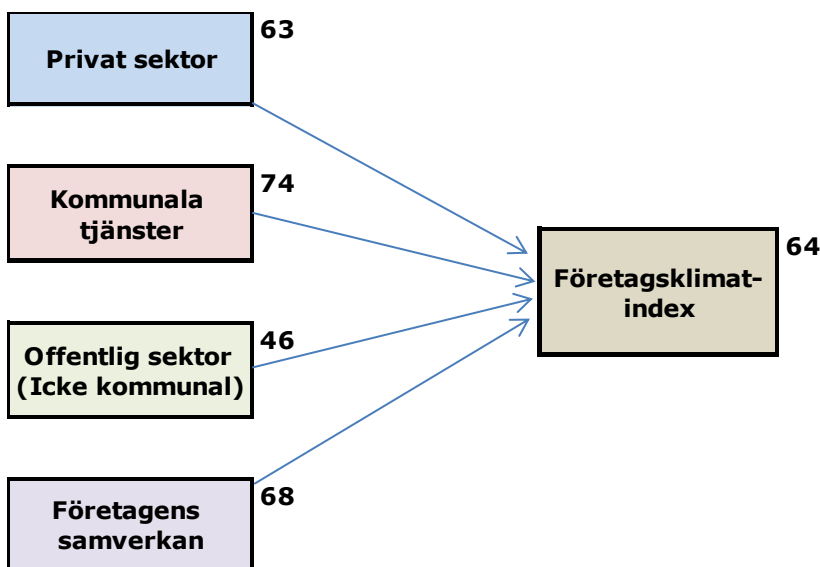 63
Privat sektor
74
Kommunala
tjänster
64
Företagsklimat-
index
46
Offentlig sektor
(Icke kommunal)
68
Företagens
samverkan